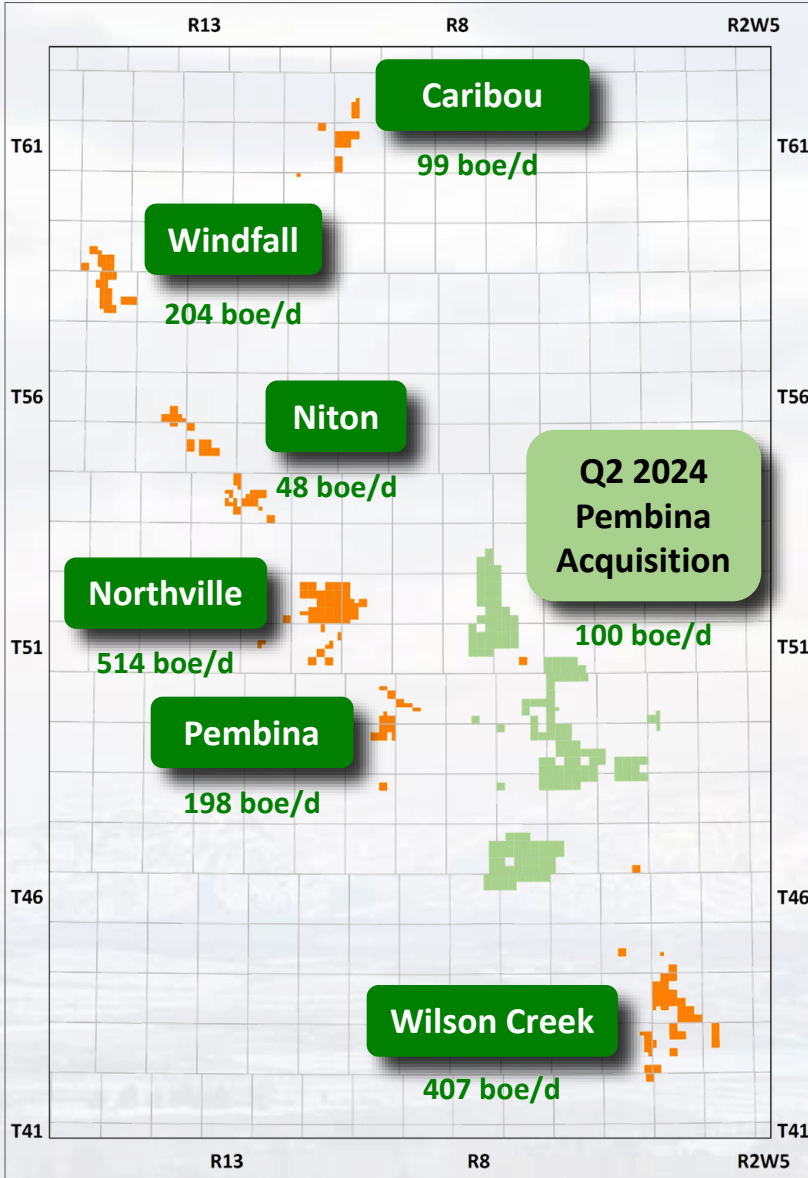 R13 R8 R2W5
Caribou
T61 T61
99 boe/d
Windfall
204 boe/d
T56 T56
Niton
48 boe/d
Q2 2024
Pembina
Acquisition
Northville
100 boe/d
T51 T51
514 boe/d
Pembina
198 boe/d
T46 T46
Wilson Creek
407 boe/d
T41 T41
R13 R8 R2W5